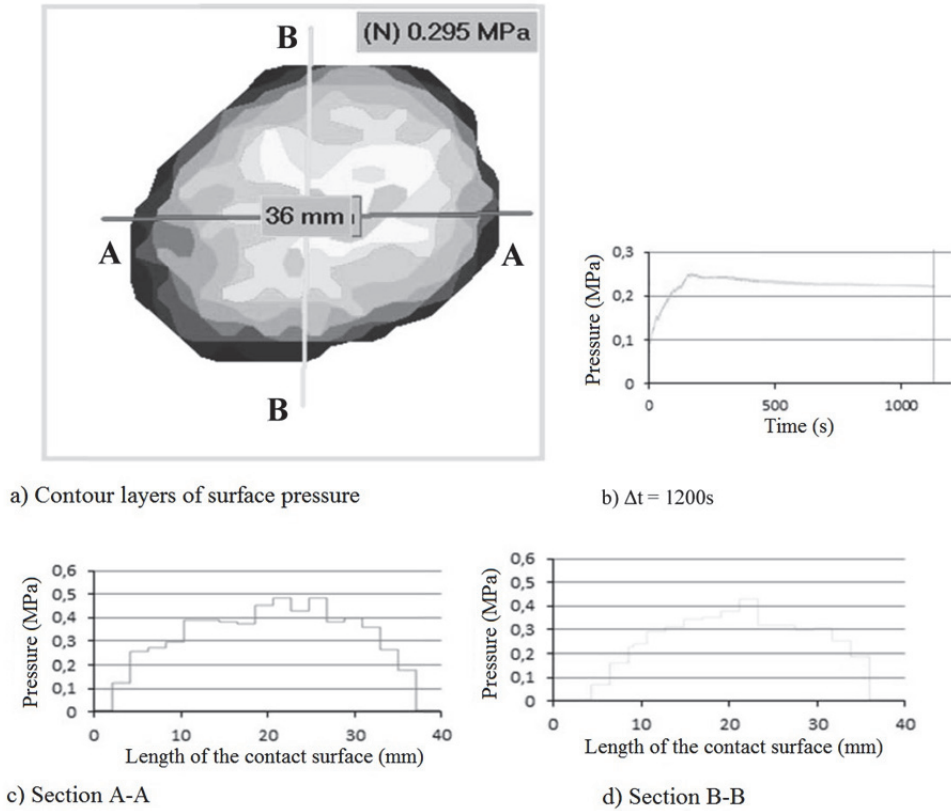 B
(N) 0.295 MPa
36 mm
A
A
B
a) Contour layers of surface pressure
Pressure (MPa)
0,3
0,2
0,1
0
0
500
1000
Time (s)
b) Δt = 1200s
Pressure (MPa)
0,6
0,5
0,4
0,3
0,2
0,1
0
0
10
20
30
40
Length of the contact surface (mm)
c) Section A-A
Pressure (MPa)
0,6
0,5
0,4
0,3
0,2
0,1
0
0
10
20
30
40
Length of the contact surface (mm)
d) Section B-B